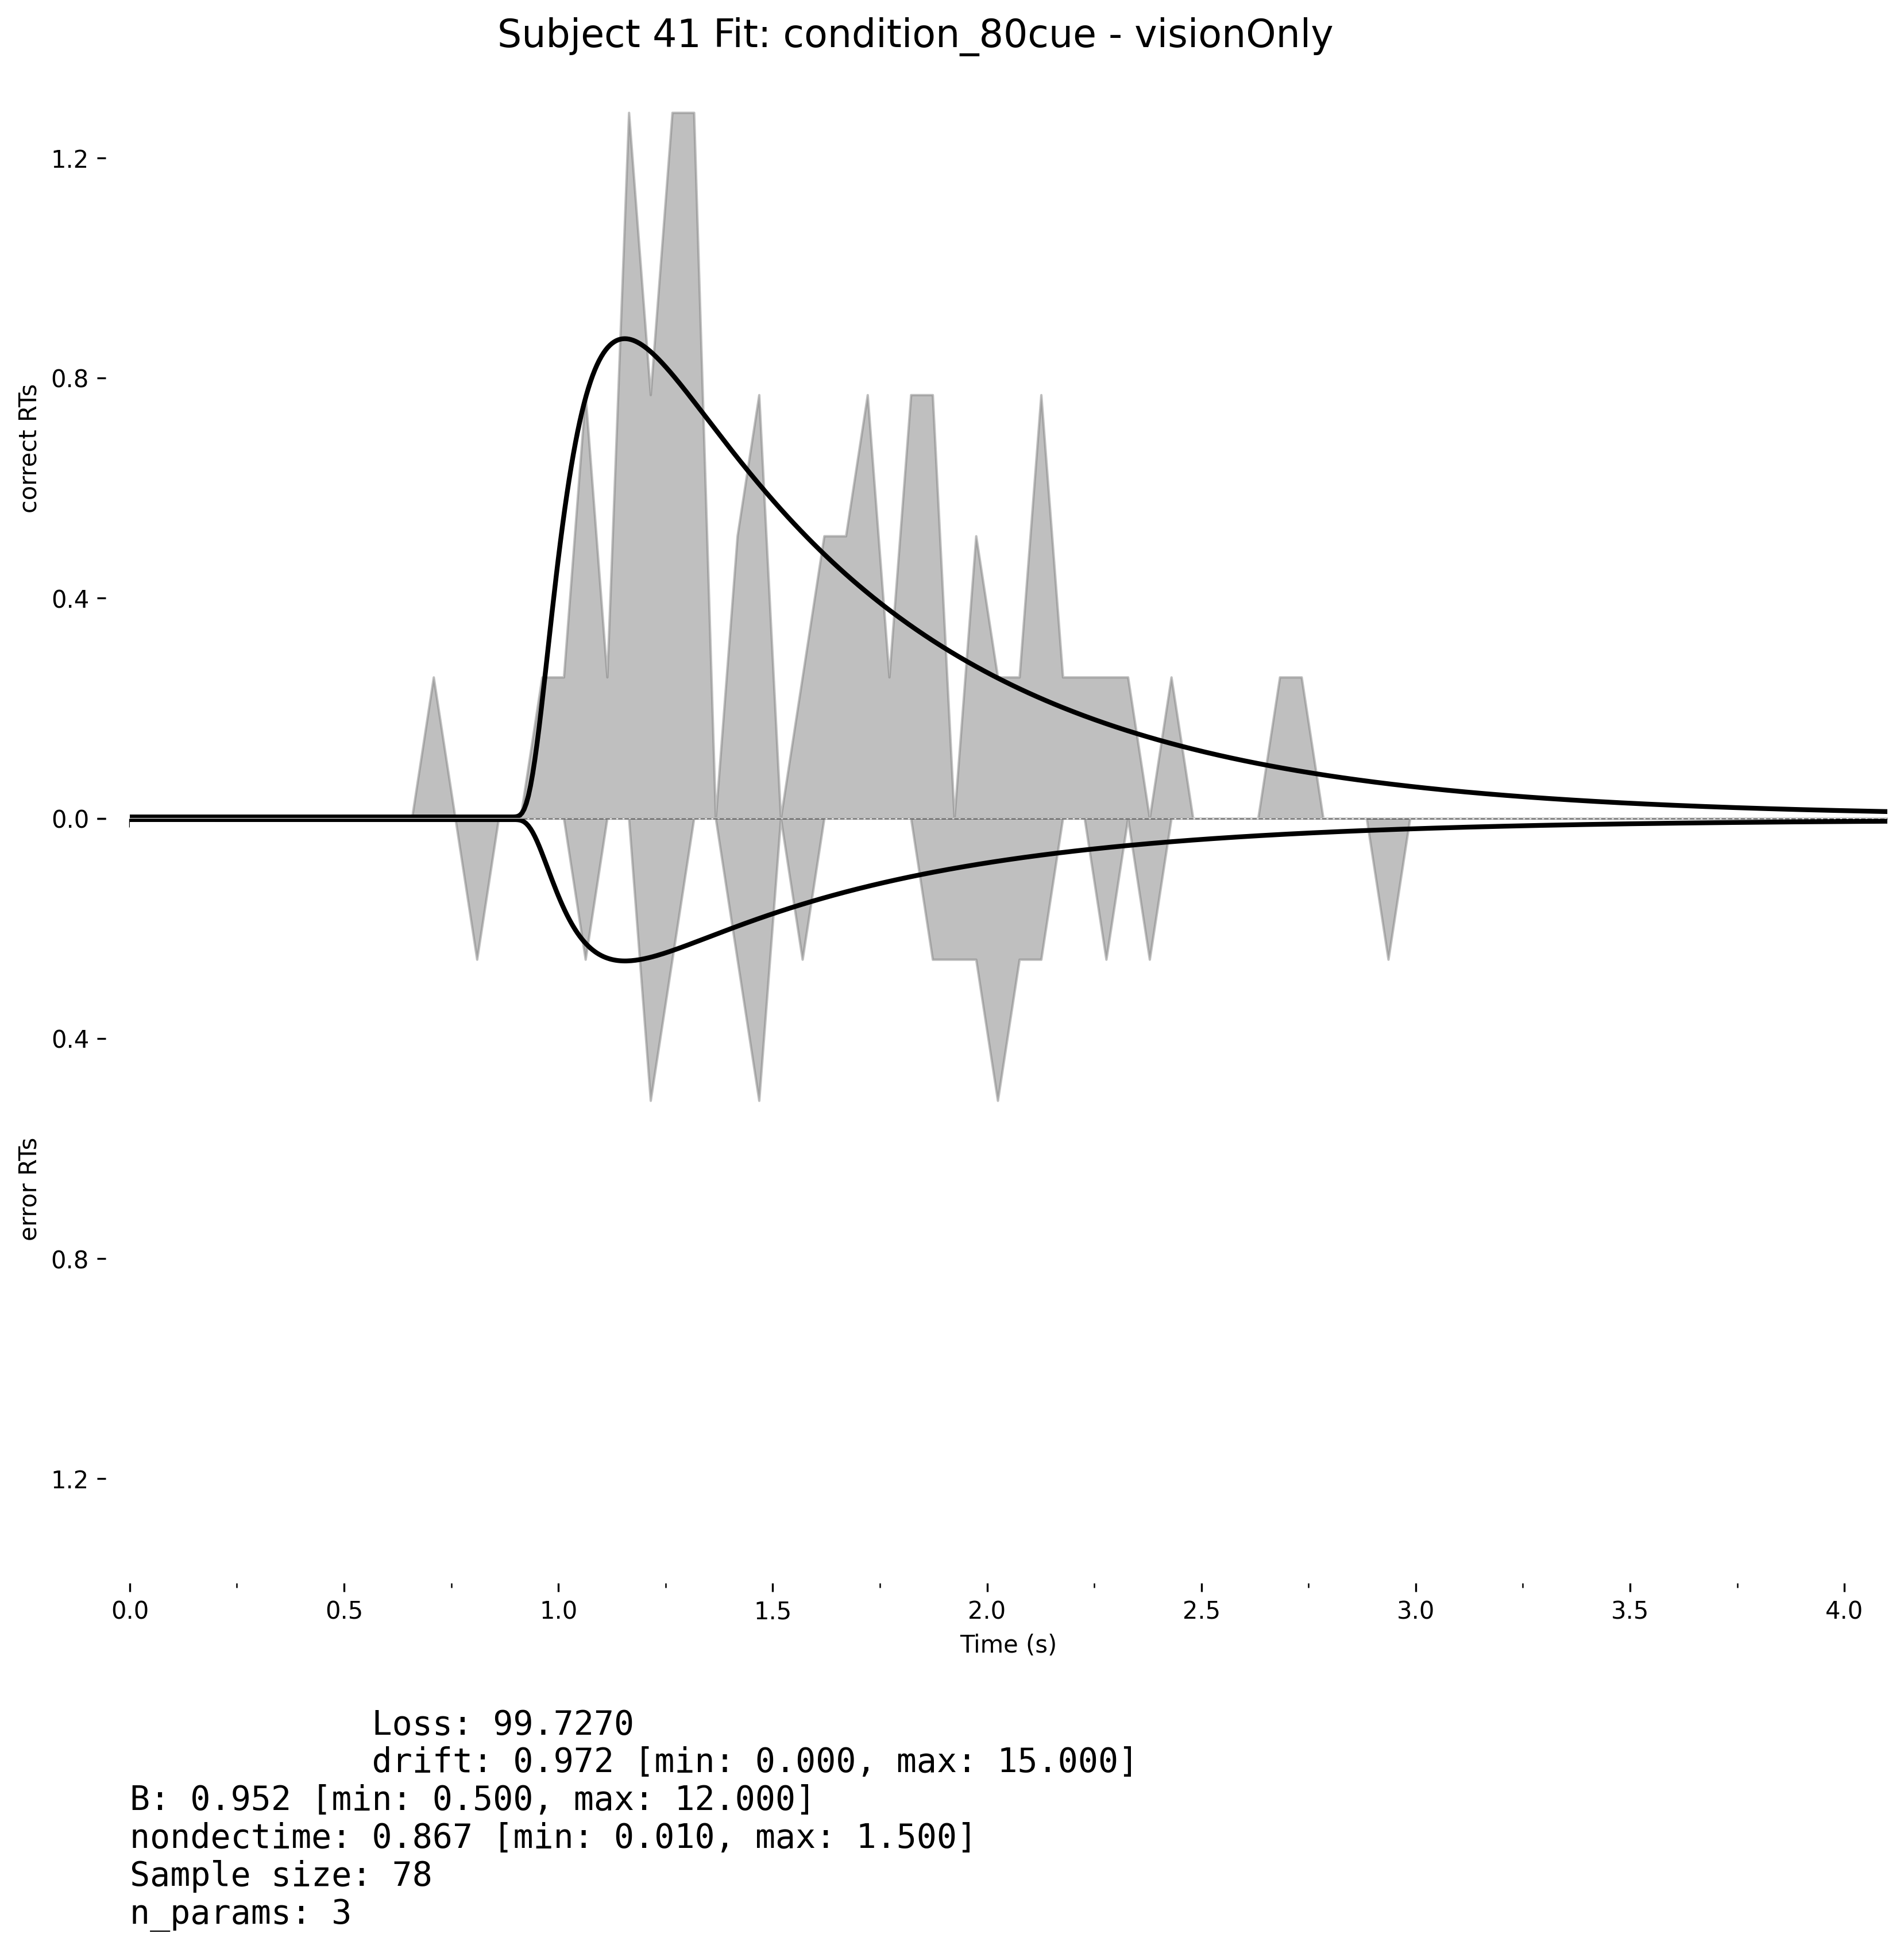 Subject 41 Fit: condition_80cue - visionOnly
1.2
0.8
correct RTs
0.4
0.0
0.4
error RTs
0.8
1.2
0.0 0.5 1.0 1.5 2.0 2.5 3.0 3.5 4.0
Time (s)
Loss: 99.7270
drift: 0.972 [min: 0.000, max: 15.000]
B: 0.952 [min: 0.500, max: 12.000]
nondectime: 0.867 [min: 0.010, max: 1.500]
Sample size: 78
n_params: 3